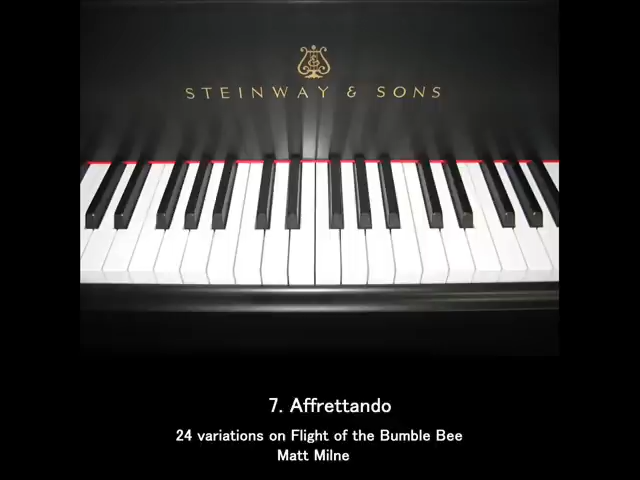 STEINWAY & SONS
7. Affrettando
24 variations on Flight of the Bumble Bee
Matt Milne